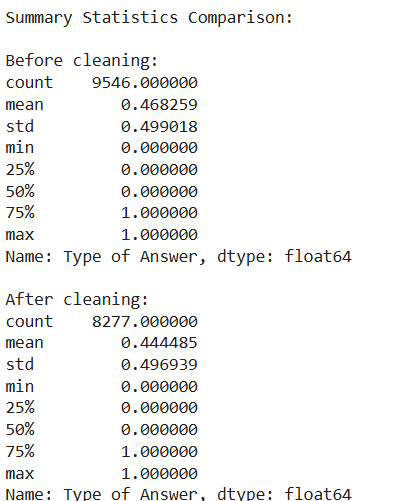 Summary Statistics Comparison:

Before cleaning:
count    9546.000000
mean        0.468259
std         0.499018
min         0.000000
25%         0.000000
50%         0.000000
75%         1.000000
max         1.000000
Name: Type of Answer, dtype: float64

After cleaning:
count    8277.000000
mean        0.444485
std         0.496939
min         0.000000
25%         0.000000
50%         0.000000
75%         1.000000
max         1.000000
Name: Type of Answer, dtype: float64